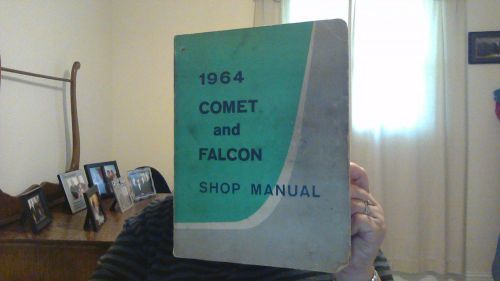 1964
COMET
and
FALCON
SHOP MANUAL